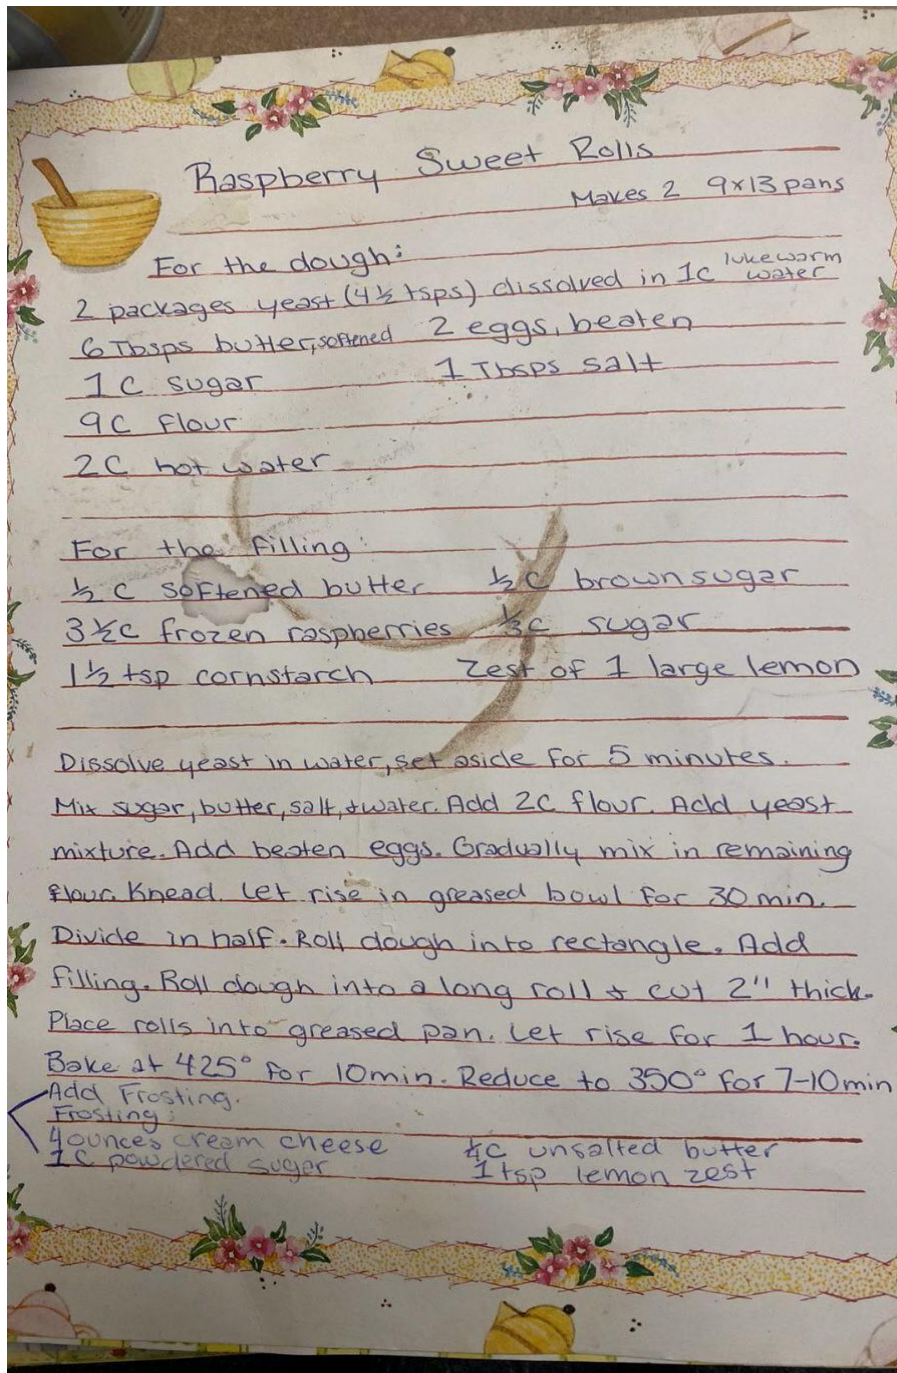 Raspberry Sweet Rolls
Makes 2 9x13 pans
For the dough:
2 packages yeast (4½ tsps) dissolved in 1c lukewarm water
6 Tbsps butter, softened 2 eggs, beaten
1 C sugar 1 Tbsps salt
9C flour
2C hot water
For the filling:
½ C softened butter ½ C brown sugar
3½c frozen raspberries ⅓c sugar
1½ tsp cornstarch Zest of 1 large lemon
Dissolve yeast in water, set aside for 5 minutes.
Mix sugar, butter, salt, & water. Add 2C flour. Add yeast
mixture. Add beaten eggs. Gradually mix in remaining
flour. Knead. Let rise in greased bowl for 30 min.
Divide in half. Roll dough into rectangle. Add
filling. Roll dough into a long roll & cut 2" thick.
Place rolls into greased pan. Let rise for 1 hour.
Bake at 425° for 10min. Reduce to 350° for 7-10min
Add Frosting.
Frosting:
4 ounces cream cheese ¼c unsalted butter
1C powdered sugar 1 tsp lemon zest